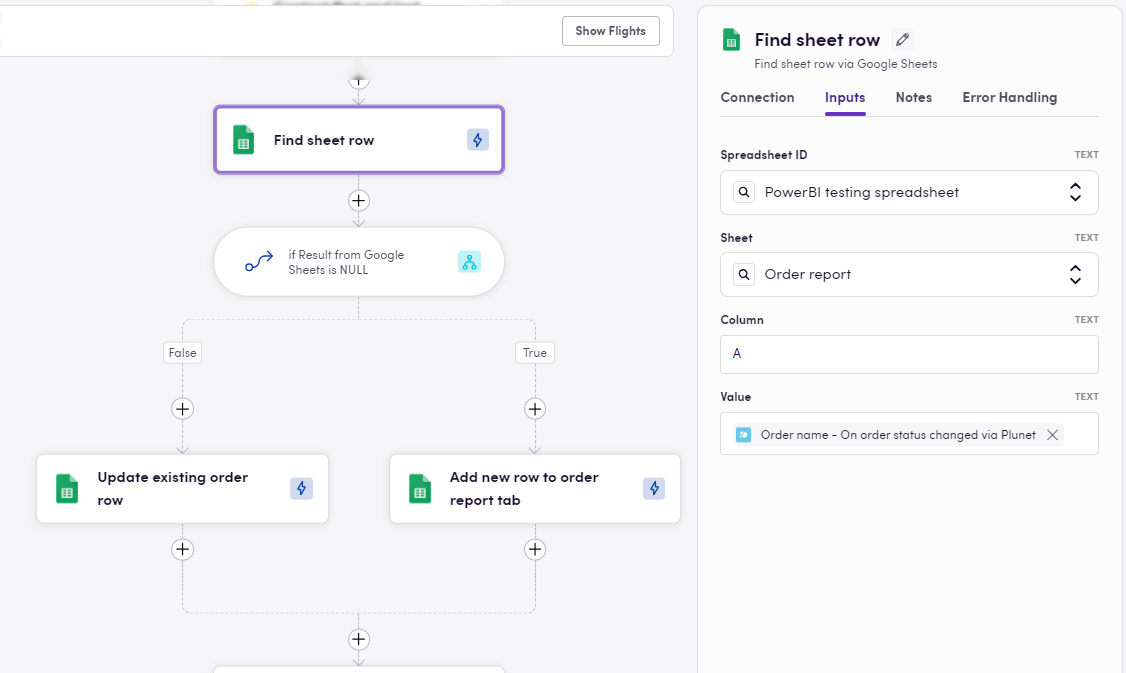 Show Flights
Find sheet row
if Result from Google
Sheets is NULL
False
True
Update existing order
row
Add new row to order
report tab
Find sheet row
Find sheet row via Google Sheets
Connection
Inputs
Notes
Error Handling
Spreadsheet ID
TEXT
PowerBI testing spreadsheet
Sheet
TEXT
Order report
Column
TEXT
A
Value
TEXT
Order name - On order status changed via Plunet